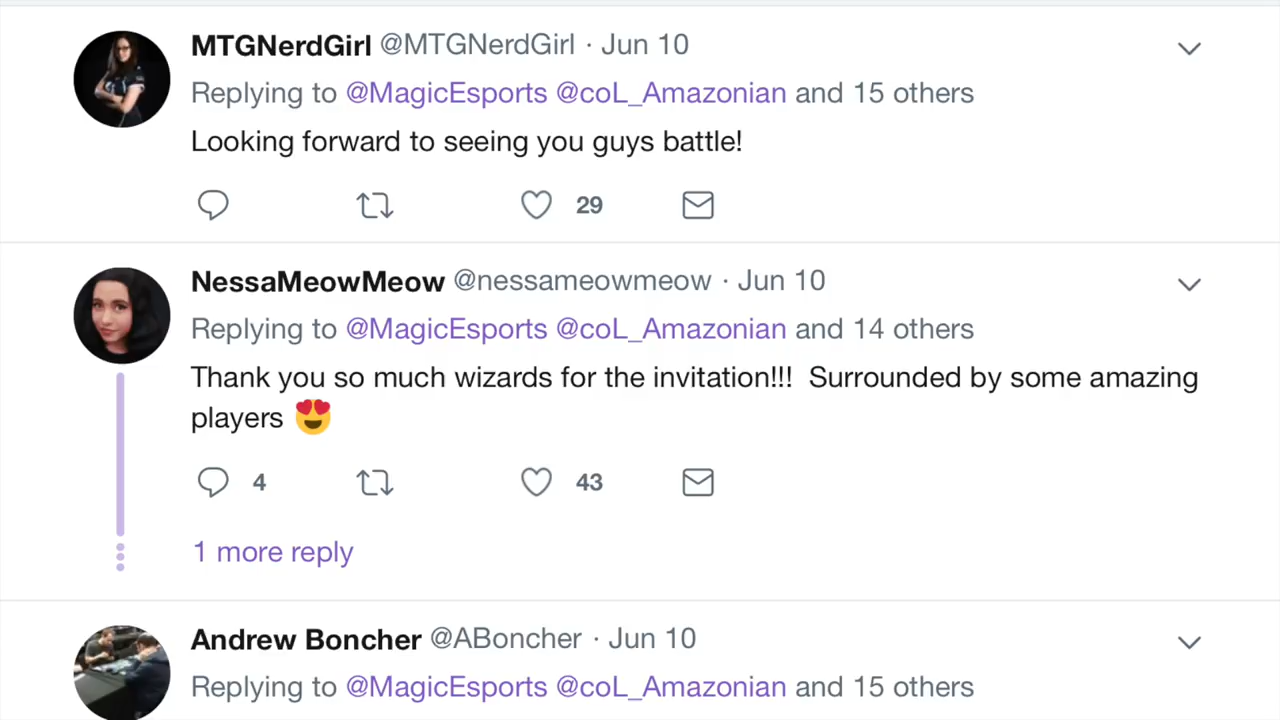 MTGNerdGirl @MTGNerdGirl · Jun 10
Replying to @MagicEsports @coL_Amazonian and 15 others
Looking forward to seeing you guys battle!
29
NessaMeowMeow @nessameowmeow · Jun 10
Replying to @MagicEsports @coL_Amazonian and 14 others
Thank you so much wizards for the invitation!!!  Surrounded by some amazing
players 😍
4 43
1 more reply
Andrew Boncher @ABoncher · Jun 10
Replying to @MagicEsports @coL_Amazonian and 15 others